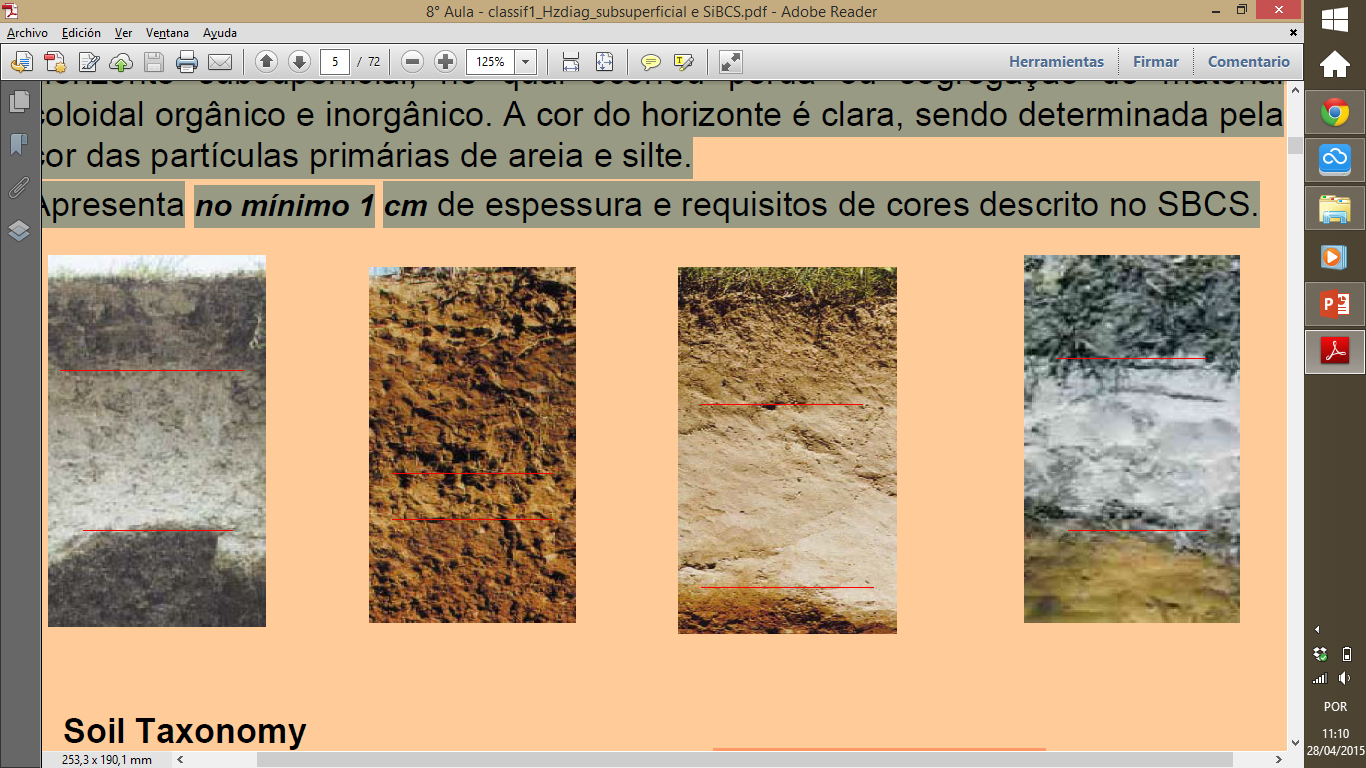 8° Aula - classif1_Hzdiag_subsuperficial e SiBCS.pdf - Adobe Reader
Archivo Edición Ver Ventana Ayuda
5 / 72 125% Herramientas Firmar Comentario
coloidal orgânico e inorgânico. A cor do horizonte é clara, sendo determinada pela
cor das partículas primárias de areia e silte.
Apresenta no mínimo 1 cm de espessura e requisitos de cores descrito no SBCS.
Soil Taxonomy
253,3 x 190,1 mm
POR
11:10
28/04/2015